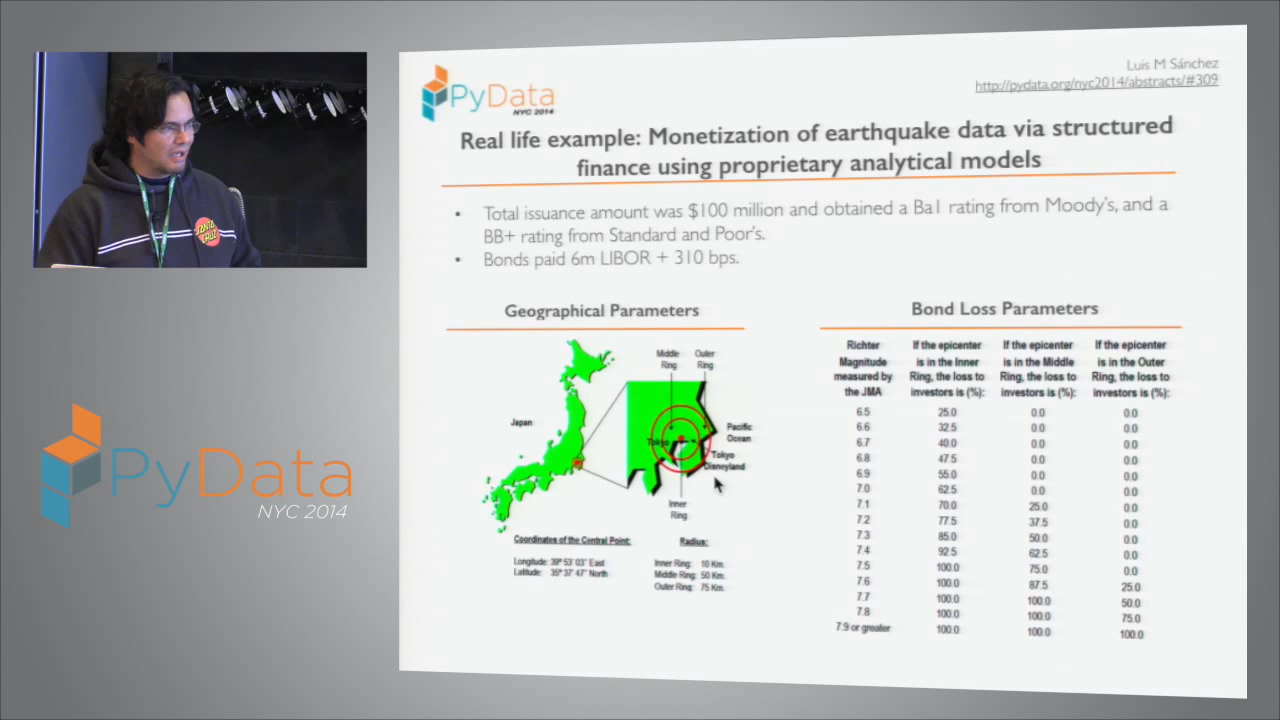 Luis M Sánchez
http://pydata.org/nyc2014/abstracts/#309
PyData
NYC 2014
Real life example: Monetization of earthquake data via structured
finance using proprietary analytical models
• Total issuance amount was $100 million and obtained a Ba1 rating from Moody's, and a
BB+ rating from Standard and Poor's.
• Bonds paid 6m LIBOR + 310 bps.
Geographical Parameters
Middle Ring
Outer Ring
Japan
Tokyo
Pacific Ocean
Tokyo Disneyland
Inner Ring
Coordinates of the Central Point:
Longitude: 39° 53' 03" East
Latitude: 35° 37' 47" North
Radius:
Inner Ring: 10 Km.
Middle Ring: 50 Km.
Outer Ring: 75 Km.
Bond Loss Parameters
Richter If the epicenter If the epicenter If the epicenter
Magnitude is in the Inner is in the Middle is in the Outer
measured by Ring, the loss to Ring, the loss to Ring, the loss to
the JMA investors is (%): investors is (%): investors is (%):
6.5 25.0 0.0 0.0
6.6 32.5 0.0 0.0
6.7 40.0 0.0 0.0
6.8 47.5 0.0 0.0
6.9 55.0 0.0 0.0
7.0 62.5 0.0 0.0
7.1 70.0 25.0 0.0
7.2 77.5 37.5 0.0
7.3 85.0 50.0 0.0
7.4 92.5 62.5 0.0
7.5 100.0 75.0 0.0
7.6 100.0 87.5 25.0
7.7 100.0 100.0 50.0
7.8 100.0 100.0 75.0
7.9 or greater 100.0 100.0 100.0
SANTA
CRUZ
PyData
NYC 2014